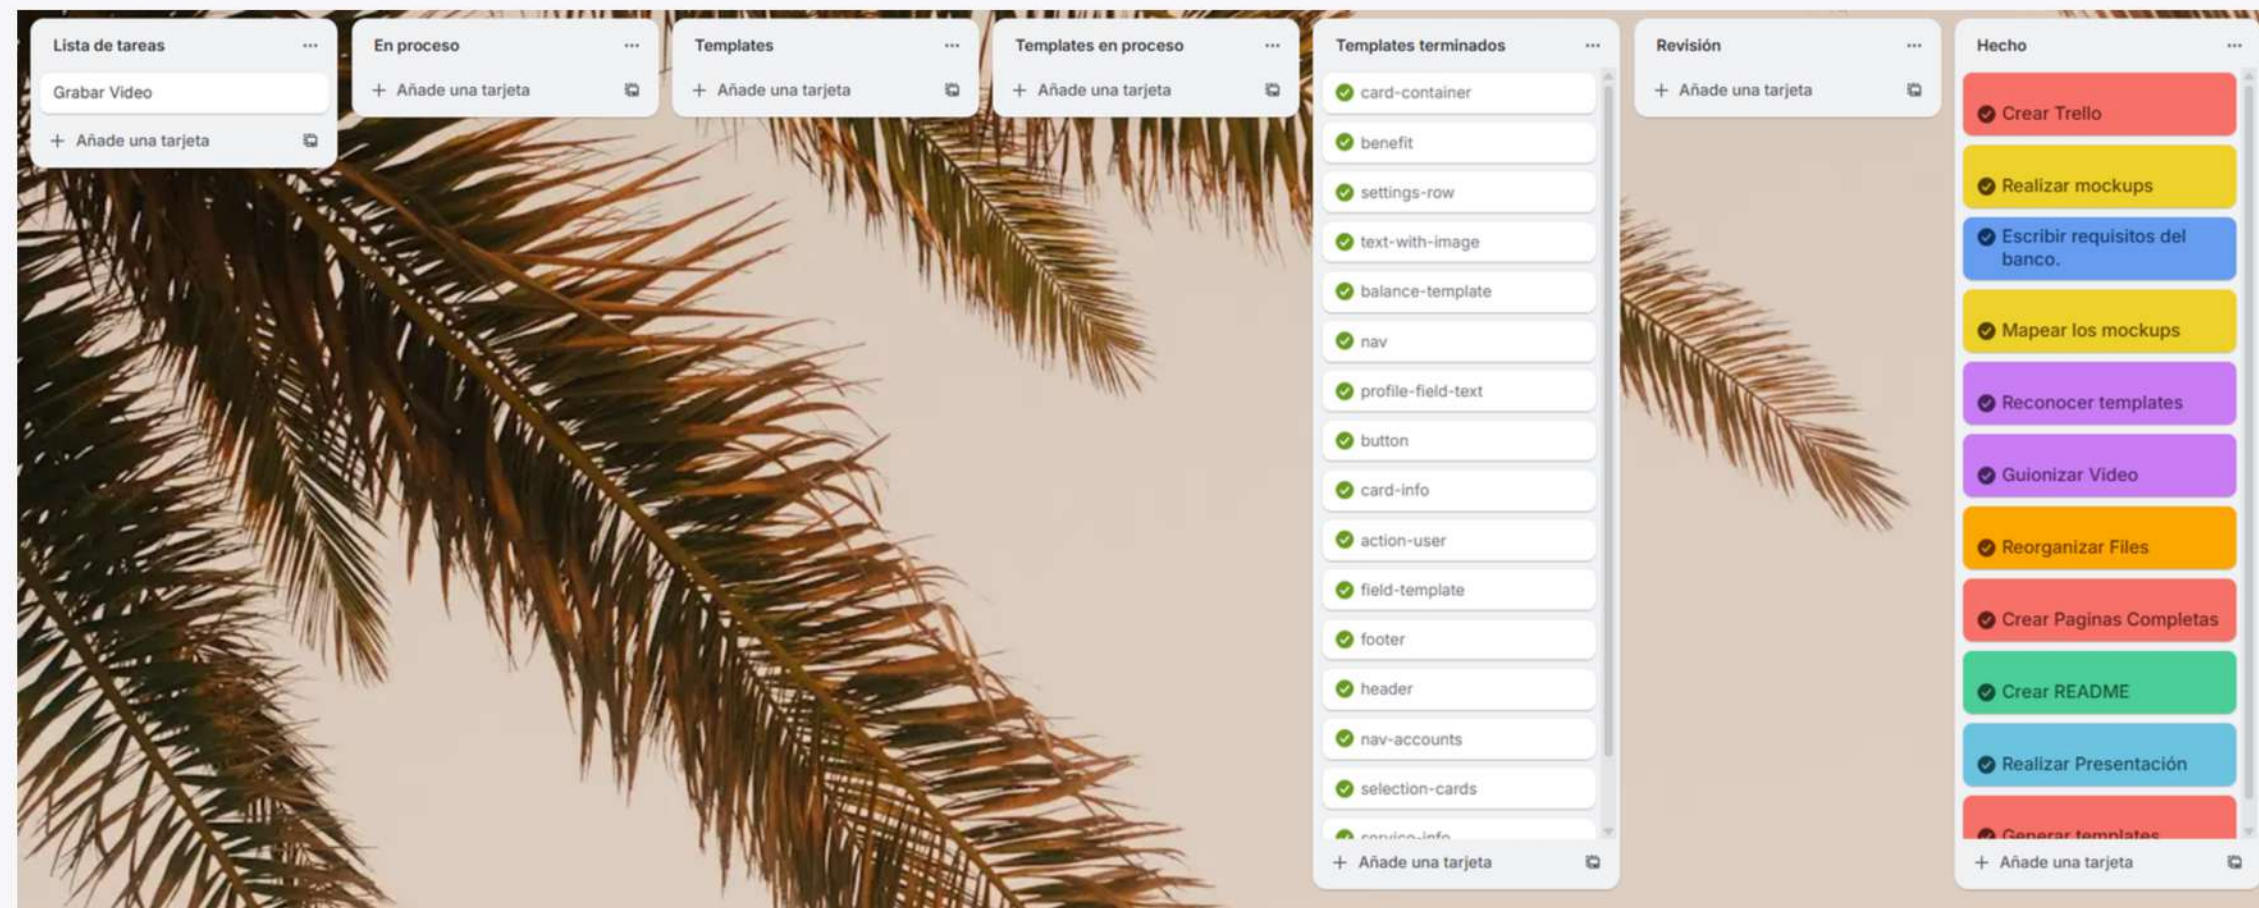 Lista de tareas
Grabar Video
Añade una tarjeta
En proceso
Añade una tarjeta
Templates
Añade una tarjeta
Templates en proceso
Añade una tarjeta
Templates terminados
card-container
benefit
settings-row
text-with-image
balance-template
nav
profile-field-text
button
card-info
action-user
field-template
footer
header
nav-accounts
selection-cards
service-info
Añade una tarjeta
Revisión
Añade una tarjeta
Hecho
Crear Trello
Realizar mockups
Escribir requisitos del
banco.
Mapear los mockups
Reconocer templates
Guionizar Video
Reorganizar Files
Crear Paginas Completas
Crear README
Realizar Presentación
Generar templates
Añade una tarjeta